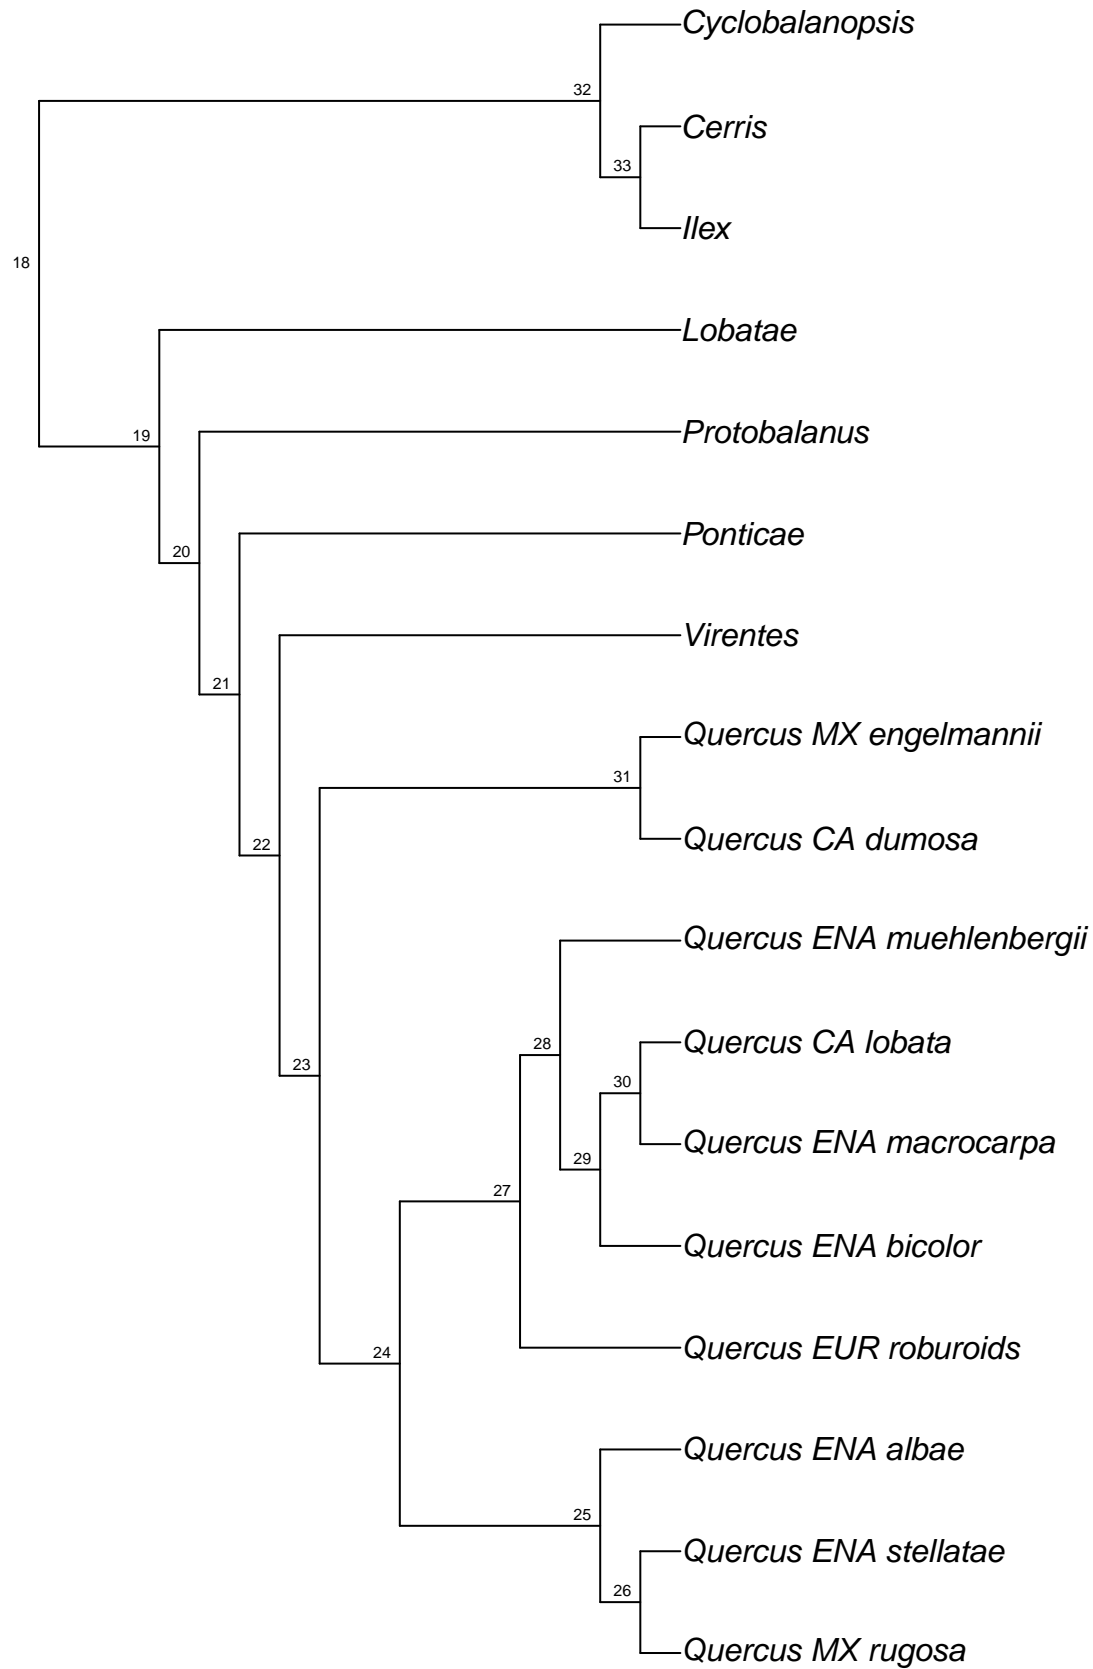 Cyclobalanopsis
32
Cerris
33
Ilex
18
Lobatae
19
Protobalanus
20
Ponticae
21
Virentes
22
Quercus MX engelmannii
31
Quercus CA dumosa
23
Quercus ENA muehlenbergii
28
Quercus CA lobata
30
Quercus ENA macrocarpa
29
27
Quercus ENA bicolor
24
Quercus EUR roburoids
Quercus ENA albae
25
Quercus ENA stellatae
26
Quercus MX rugosa